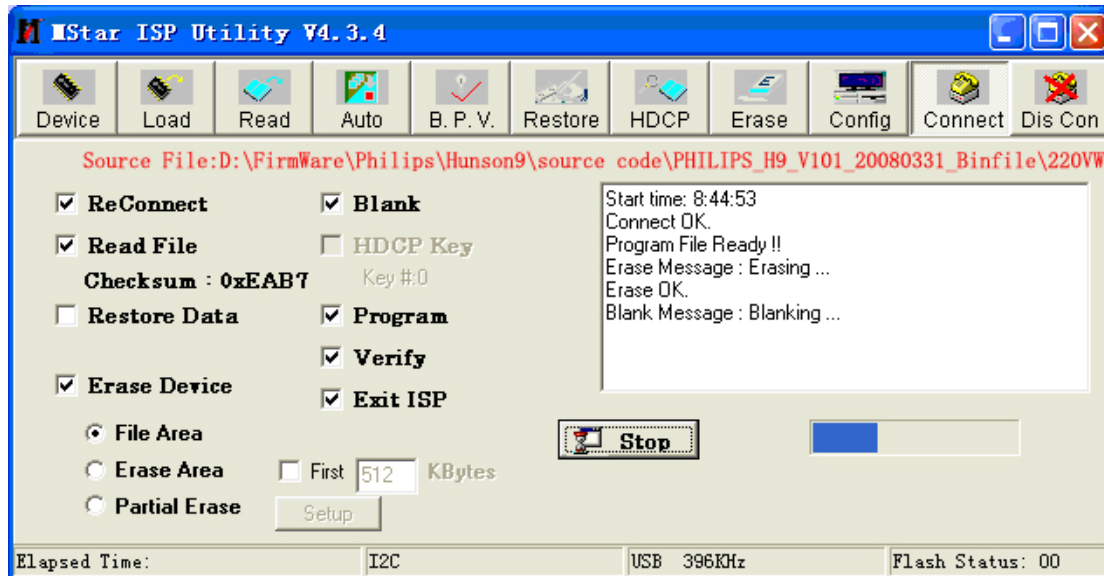 MStar ISP Utility V4.3.4
Device Load Read Auto B. P. V. Restore HDCP Erase Config Connect Dis Con
Source File:D:\FirmWare\Philips\Hunson9\source code\PHILIPS_H9_V101_20080331_Binfile\220VW
ReConnect
Read File
Checksum : 0xEAB7
Restore Data
Erase Device
File Area
Erase Area
Partial Erase
Blank
HDCP Key
Key #:0
Program
Verify
Exit ISP
First 512 KBytes
Setup
Start time: 8:44:53
Connect OK.
Program File Ready !!
Erase Message : Erasing ...
Erase OK.
Blank Message : Blanking ...
Stop
Elapsed Time: I2C USB 396KHz Flash Status: 00